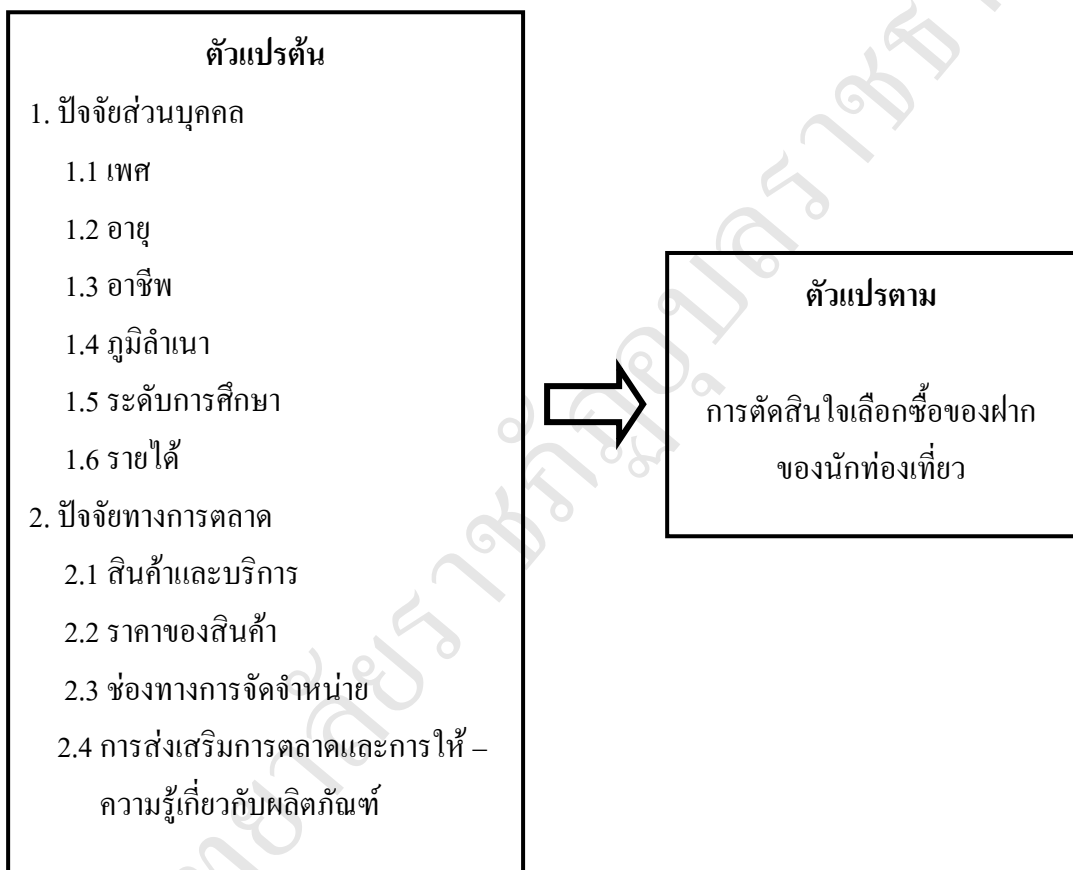 ตัวแปรต้น
1. ปัจจัยส่วนบุคคล
1.1 เพศ
1.2 อายุ
1.3 อาชีพ
1.4 ภูมิลำเนา
1.5 ระดับการศึกษา
1.6 รายได้
2. ปัจจัยทางการตลาด
2.1 สินค้าและบริการ
2.2 ราคาของสินค้า
2.3 ช่องทางการจัดจำหน่าย
2.4 การส่งเสริมการตลาดและการให้ –
ความรู้เกี่ยวกับผลิตภัณฑ์
ตัวแปรตาม
การตัดสินใจเลือกซื้อของฝาก
ของนักท่องเที่ยว